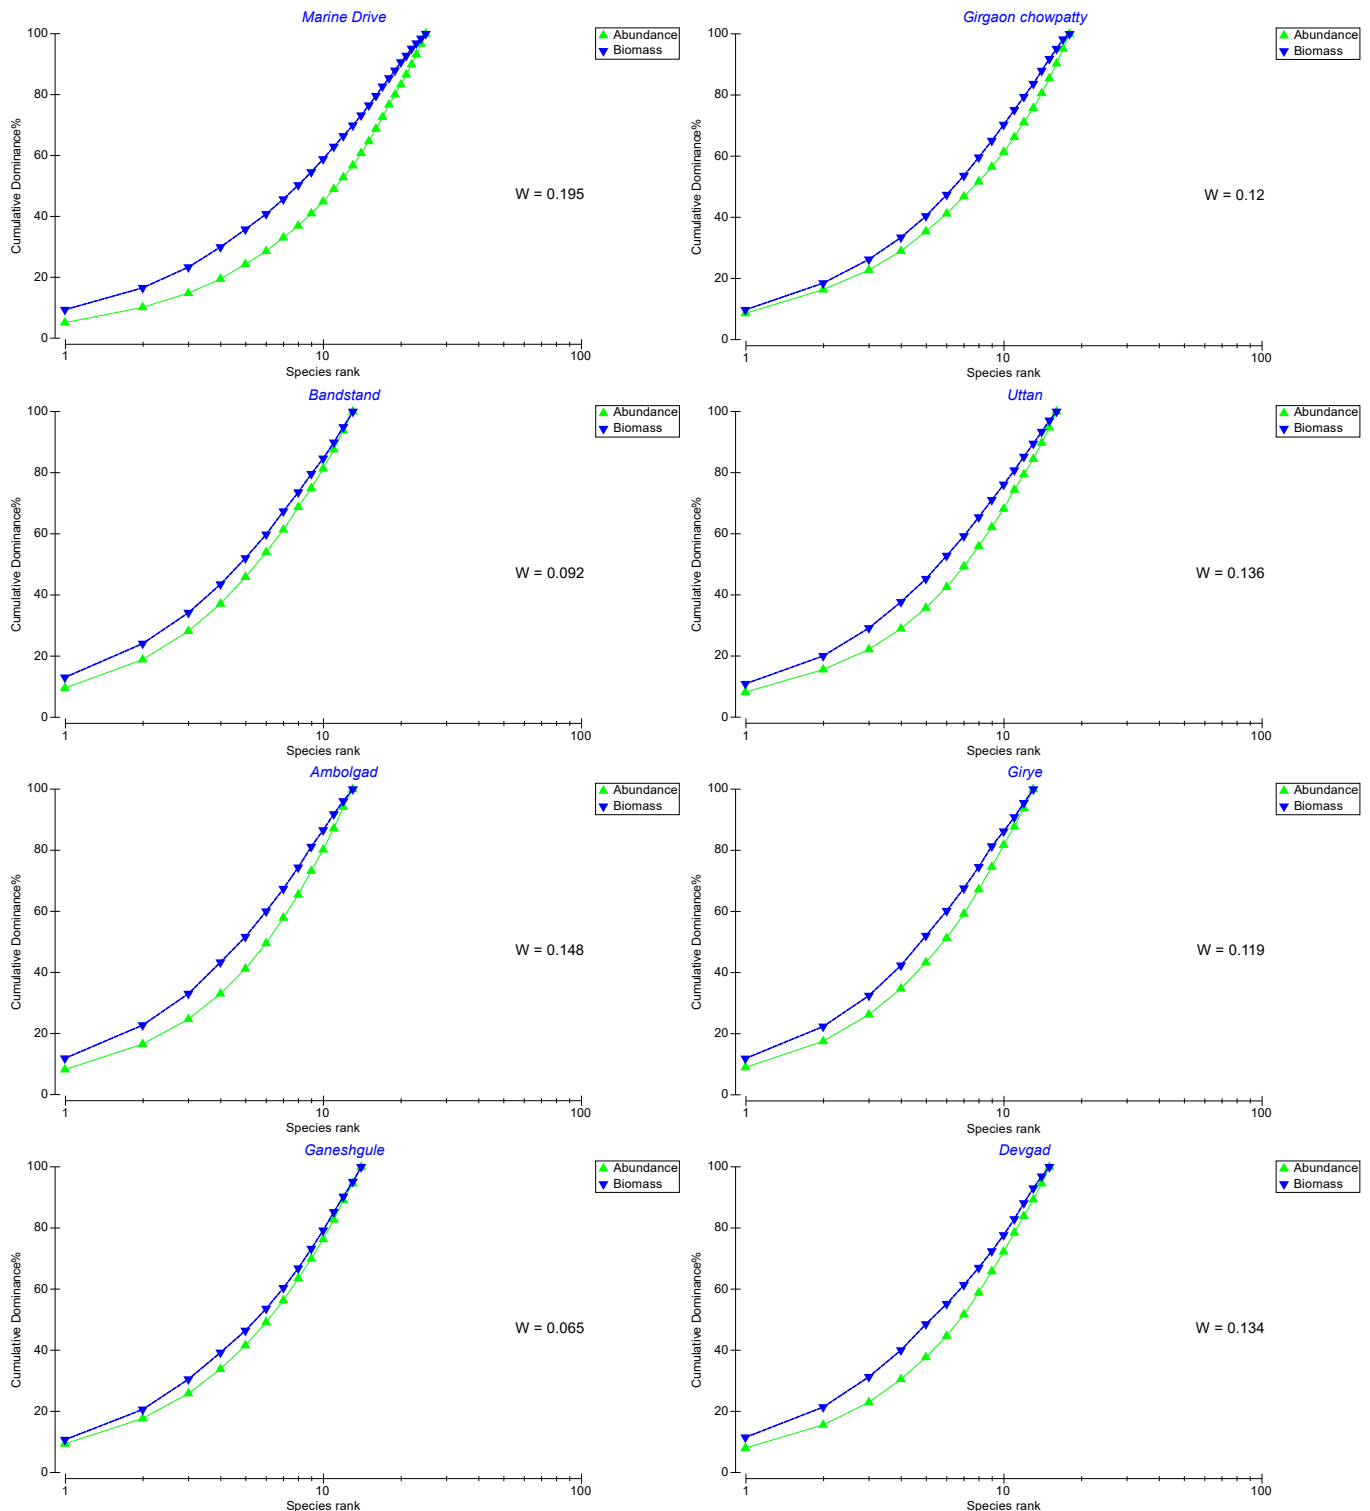 Marine Drive
Abundance
Biomass
Cumulative Dominance%
100
80
60
40
20
0
W = 0.195
1 10 100
Species rank
Girgaon chowpatty
Abundance
Biomass
Cumulative Dominance%
100
80
60
40
20
0
W = 0.12
1 10 100
Species rank
Bandstand
Abundance
Biomass
Cumulative Dominance%
100
80
60
40
20
0
W = 0.092
1 10 100
Species rank
Uttan
Abundance
Biomass
Cumulative Dominance%
100
80
60
40
20
0
W = 0.136
1 10 100
Species rank
Ambolgad
Abundance
Biomass
Cumulative Dominance%
100
80
60
40
20
0
W = 0.148
1 10 100
Species rank
Girye
Abundance
Biomass
Cumulative Dominance%
100
80
60
40
20
0
W = 0.119
1 10 100
Species rank
Ganeshgule
Abundance
Biomass
Cumulative Dominance%
100
80
60
40
20
0
W = 0.065
1 10 100
Species rank
Devgad
Abundance
Biomass
Cumulative Dominance%
100
80
60
40
20
0
W = 0.134
1 10 100
Species rank